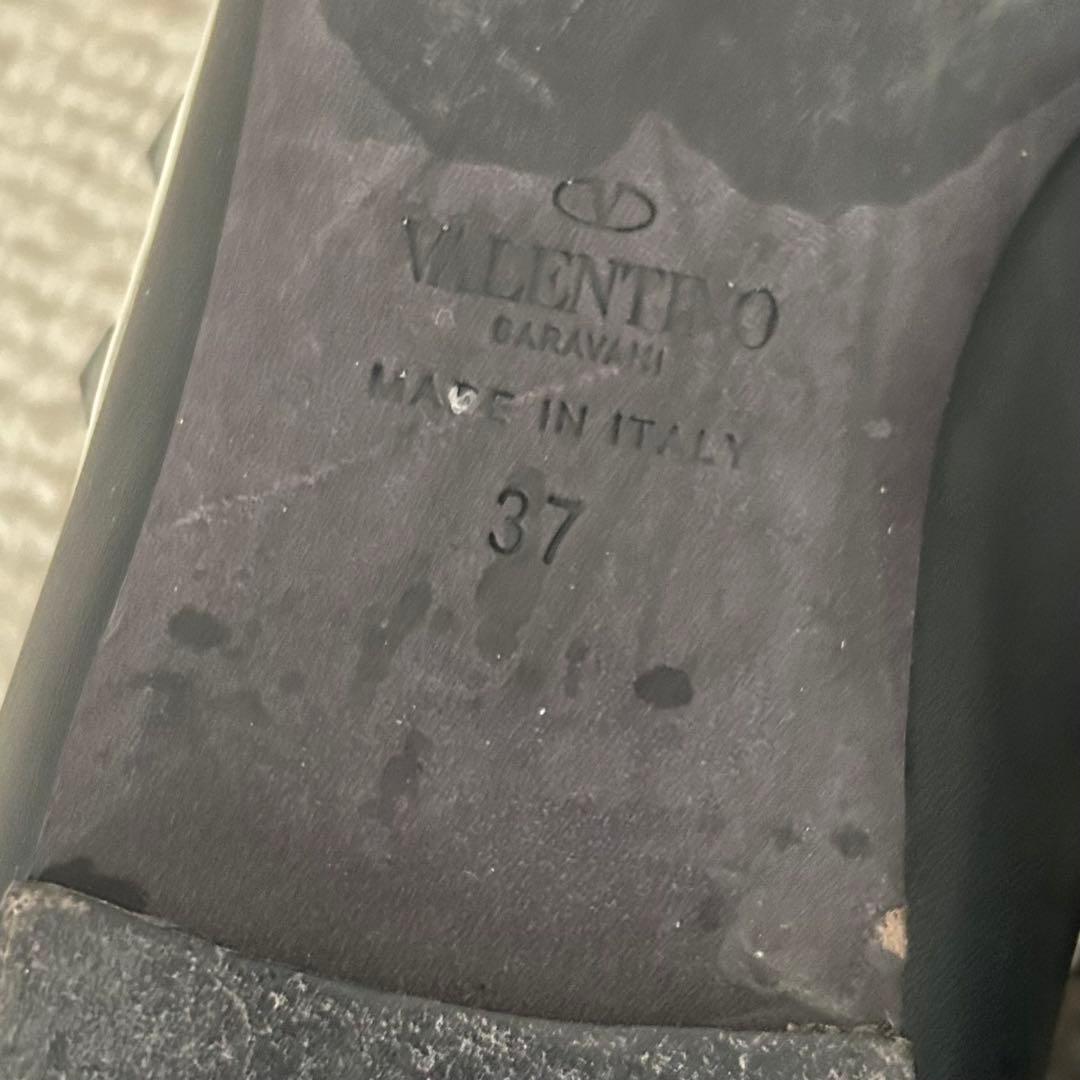 VALENTINO
GARAVANI
MADE IN ITALY
37